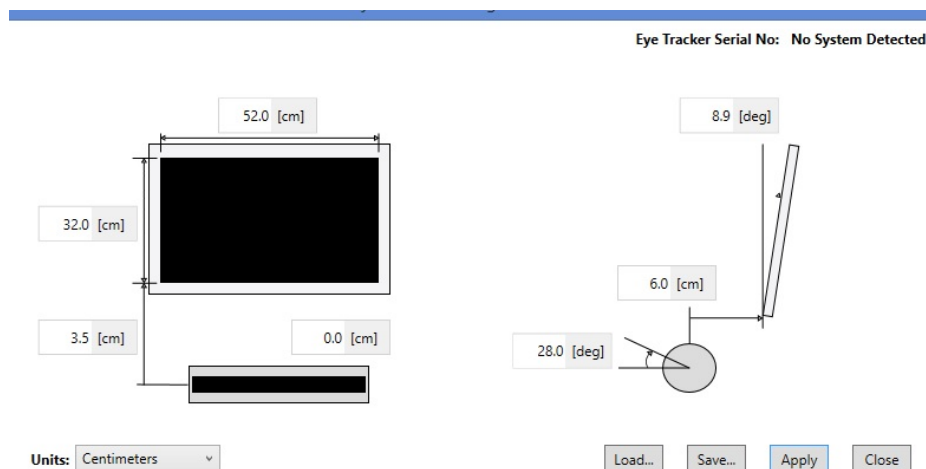 Eye Tracker Serial No: No System Detected
52.0 [cm]
8.9 [deg]
32.0 [cm]
6.0 [cm]
3.5 [cm]
0.0 [cm]
28.0 [deg]
Units: Centimeters
Load...
Save...
Apply
Close